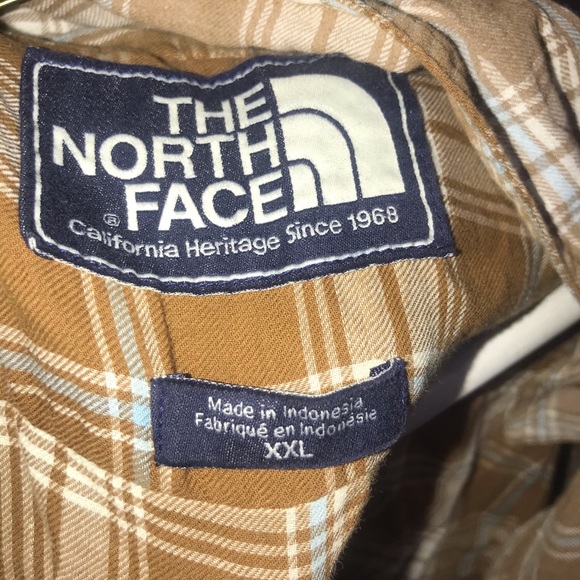 THE
NORTH
FACE
®
California Heritage Since 1968
Made in Indonesia
Fabriqué en Indonésie
XXL